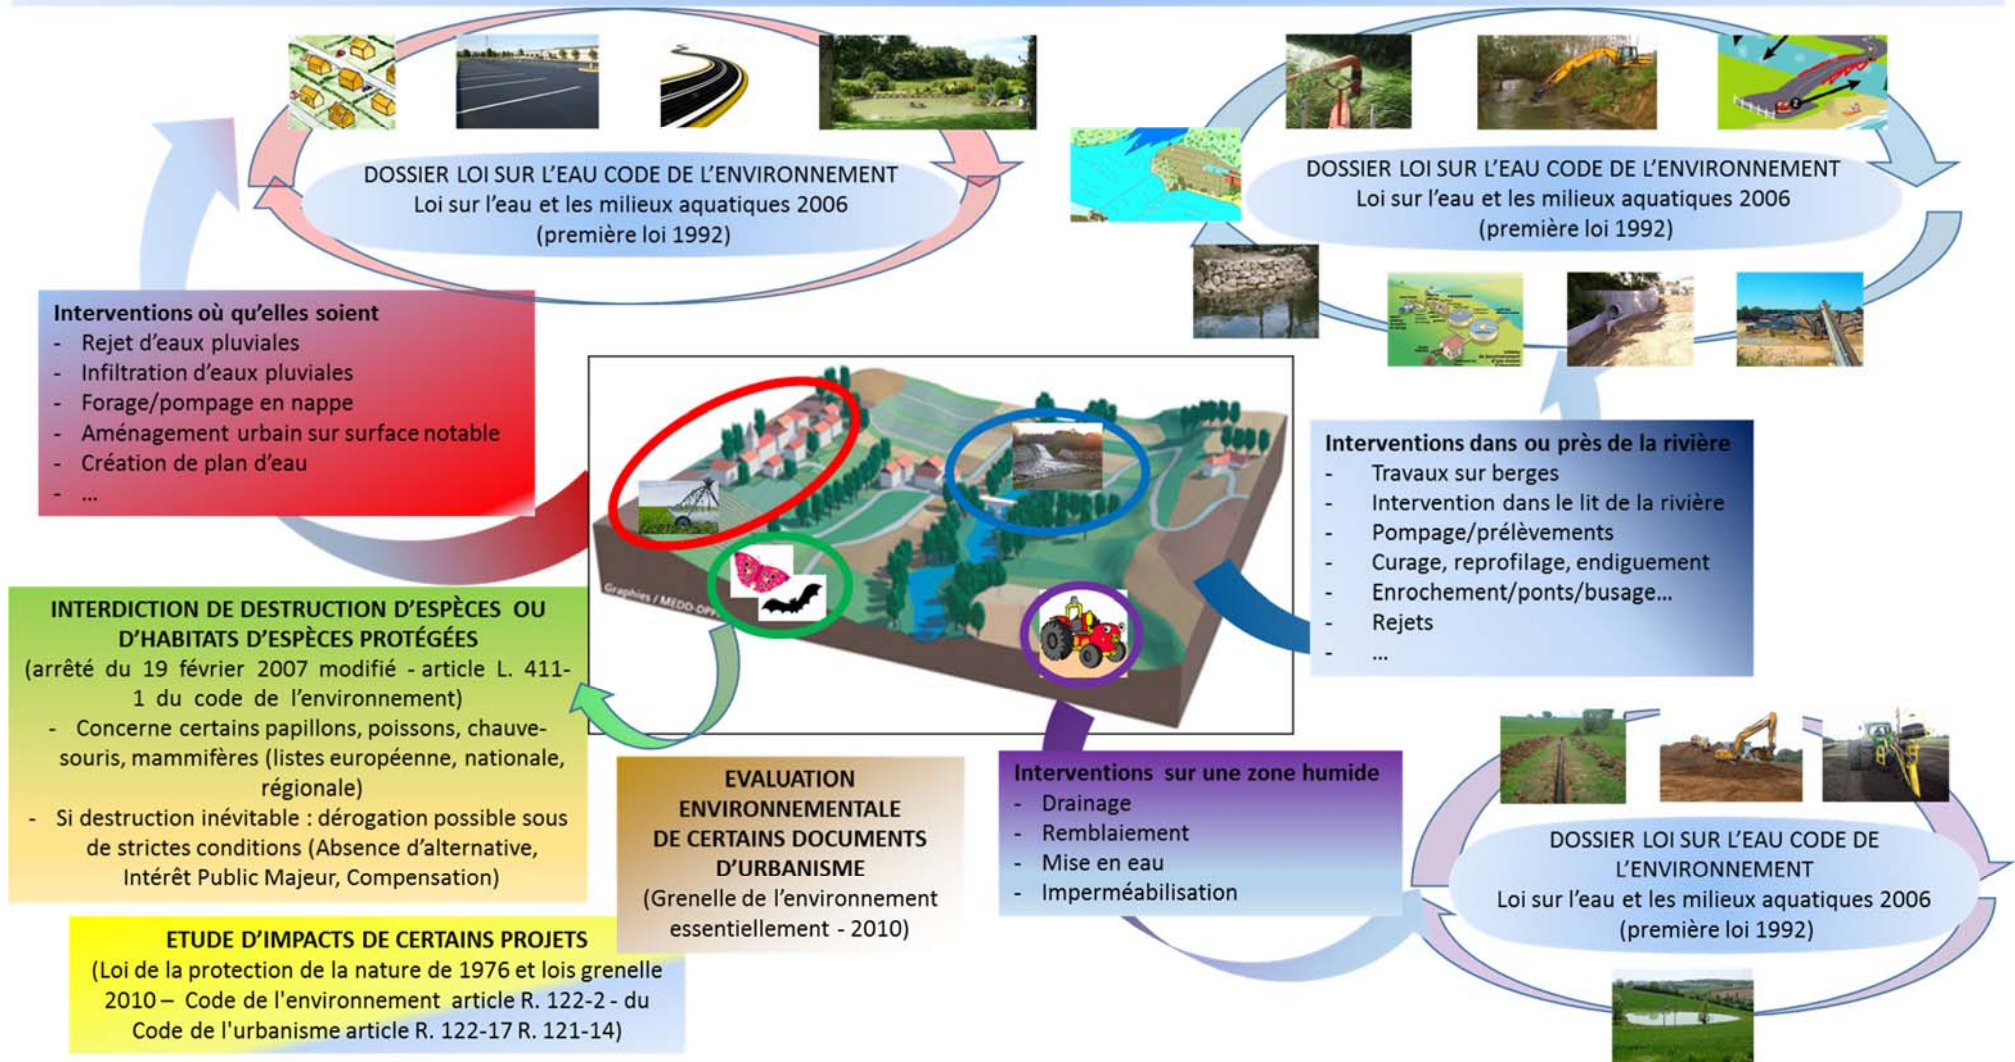 DOSSIER LOI SUR L'EAU CODE DE L'ENVIRONNEMENT
Loi sur l'eau et les milieux aquatiques 2006
(première loi 1992)
DOSSIER LOI SUR L'EAU CODE DE L'ENVIRONNEMENT
Loi sur l'eau et les milieux aquatiques 2006
(première loi 1992)
Interventions où qu'elles soient
- Rejet d'eaux pluviales
- Infiltration d'eaux pluviales
- Forage/pompage en nappe
- Aménagement urbain sur surface notable
- Création de plan d'eau
- ...
Interventions dans ou près de la rivière
- Travaux sur berges
- Intervention dans le lit de la rivière
- Pompage/prélèvements
- Curage, reprofilage, endiguement
- Enrochement/ponts/busage...
- Rejets
- ...
Graphies / MEDD-DPP
INTERDICTION DE DESTRUCTION D'ESPÈCES OU
D'HABITATS D'ESPÈCES PROTÉGÉES
(arrêté du 19 février 2007 modifié - article L. 411-
1 du code de l'environnement)
- Concerne certains papillons, poissons, chauve-
souris, mammifères (listes européenne, nationale,
régionale)
- Si destruction inévitable : dérogation possible sous
de strictes conditions (Absence d'alternative,
Intérêt Public Majeur, Compensation)
EVALUATION
ENVIRONNEMENTALE
DE CERTAINS DOCUMENTS
D'URBANISME
(Grenelle de l'environnement
essentiellement - 2010)
Interventions sur une zone humide
- Drainage
- Remblaiement
- Mise en eau
- Imperméabilisation
DOSSIER LOI SUR L'EAU CODE DE
L'ENVIRONNEMENT
Loi sur l'eau et les milieux aquatiques 2006
(première loi 1992)
ETUDE D'IMPACTS DE CERTAINS PROJETS
(Loi de la protection de la nature de 1976 et lois grenelle
2010 – Code de l'environnement article R. 122-2 - du
Code de l'urbanisme article R. 122-17 R. 121-14)